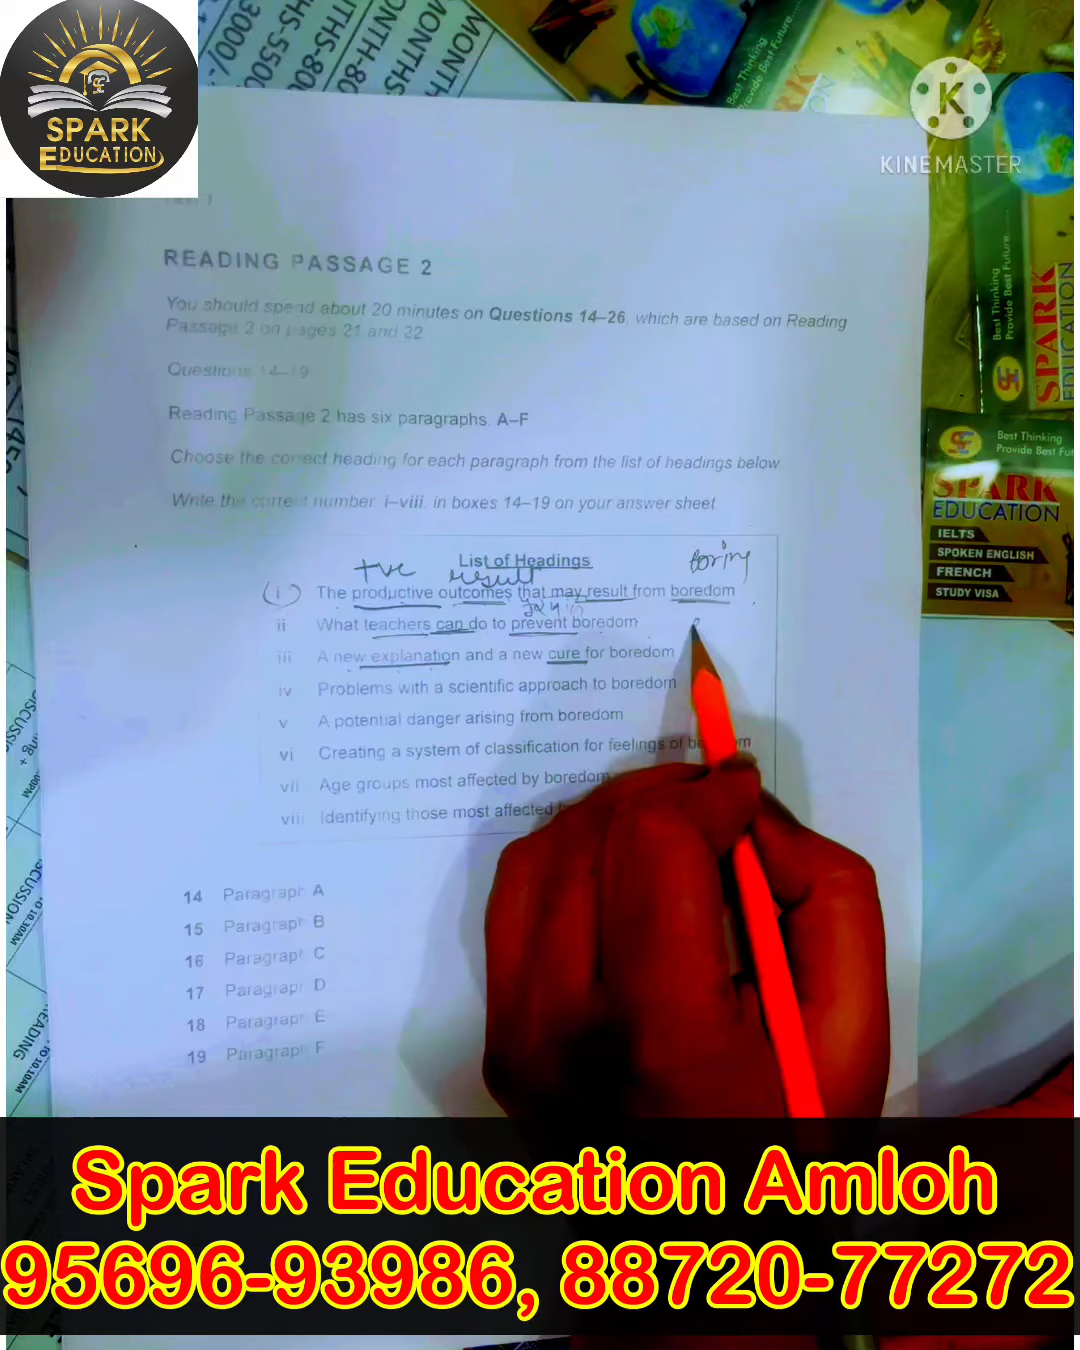 SPARK
EDUCATION
KINEMASTER
READING PASSAGE 2
You should spend about 20 minutes on Questions 14–26, which are based on Reading
Passage 2 on pages 21 and 22
Questions 14–19
Reading Passage 2 has six paragraphs, A–F
Choose the correct heading for each paragraph from the list of headings below
Write the correct number, i–viii, in boxes 14–19 on your answer sheet
List of Headings
+ve
result
Boring
i The productive outcomes that may result from boredom
ii What teachers can do to prevent boredom
iii A new explanation and a new cure for boredom
iv Problems with a scientific approach to boredom
v A potential danger arising from boredom
vi Creating a system of classification for feelings of
vii Age groups most affected by boredom
viii Identifying those most affected
14 Paragraph A
15 Paragraph B
16 Paragraph C
17 Paragraph D
18 Paragraph E
19 Paragraph F
Best Thinking
Provide Best Future
SPARK
EDUCATION
Best Thinking
Provide Best Fut
SPARK
EDUCATION
IELTS
SPOKEN ENGLISH
FRENCH
STUDY VISA
Spark Education Amloh
95696-93986, 88720-77272